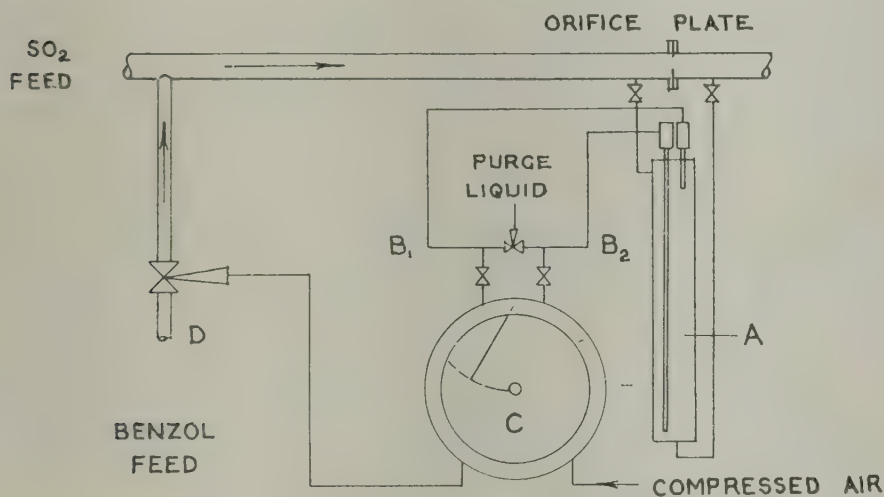 ORIFICE PLATE
SO₂
FEED
PURGE
LIQUID
B₁
B₂
D
A
C
BENZOL
FEED
COMPRESSED AIR